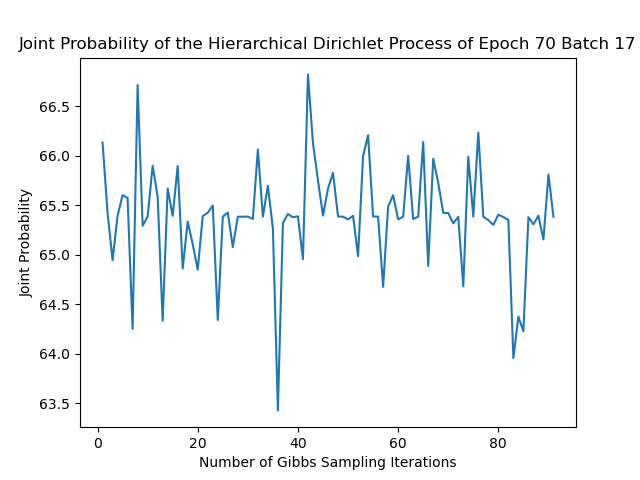 Joint Probability of the Hierarchical Dirichlet Process of Epoch 70 Batch 17
66.5
66.0
65.5
65.0
64.5
64.0
63.5
Joint Probability
0 20 40 60 80
Number of Gibbs Sampling Iterations